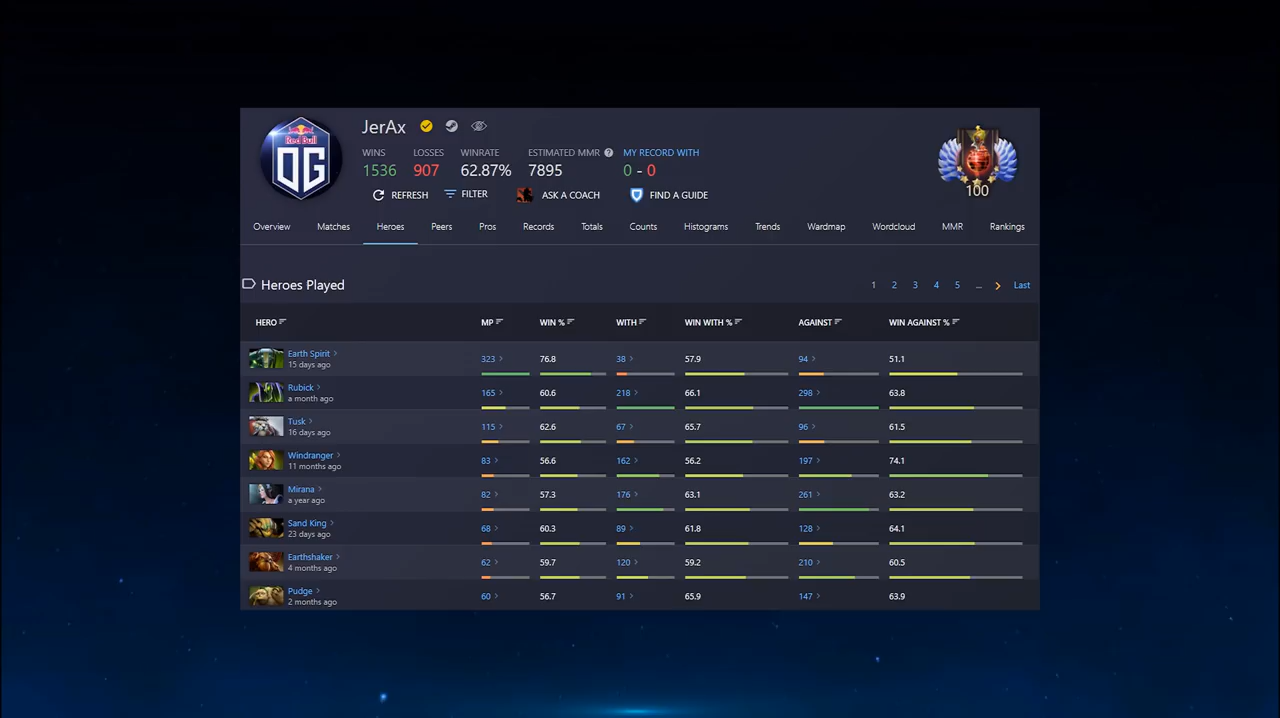 JerAx
WINS LOSSES WINRATE ESTIMATED MMR MY RECORD WITH
1536 907 62.87% 7895 0 - 0
REFRESH FILTER ASK A COACH FIND A GUIDE
Red Bull
OG
100
Overview Matches Heroes Peers Pros Records Totals Counts Histograms Trends Wardmap Wordcloud MMR Rankings
Heroes Played 1 2 3 4 5 ... Last
HERO MP WIN % WITH WIN WITH % AGAINST WIN AGAINST %
Earth Spirit 323 76.8 38 57.9 94 51.1
15 days ago
Rubick 165 60.6 218 66.1 298 63.8
a month ago
Tusk 115 62.6 67 65.7 96 61.5
16 days ago
Windranger 83 56.6 162 56.2 197 74.1
11 months ago
Mirana 82 57.3 176 63.1 261 63.2
a year ago
Sand King 68 60.3 89 61.8 128 64.1
23 days ago
Earthshaker 62 59.7 120 59.2 210 60.5
4 months ago
Pudge 60 56.7 91 65.9 147 63.9
2 months ago